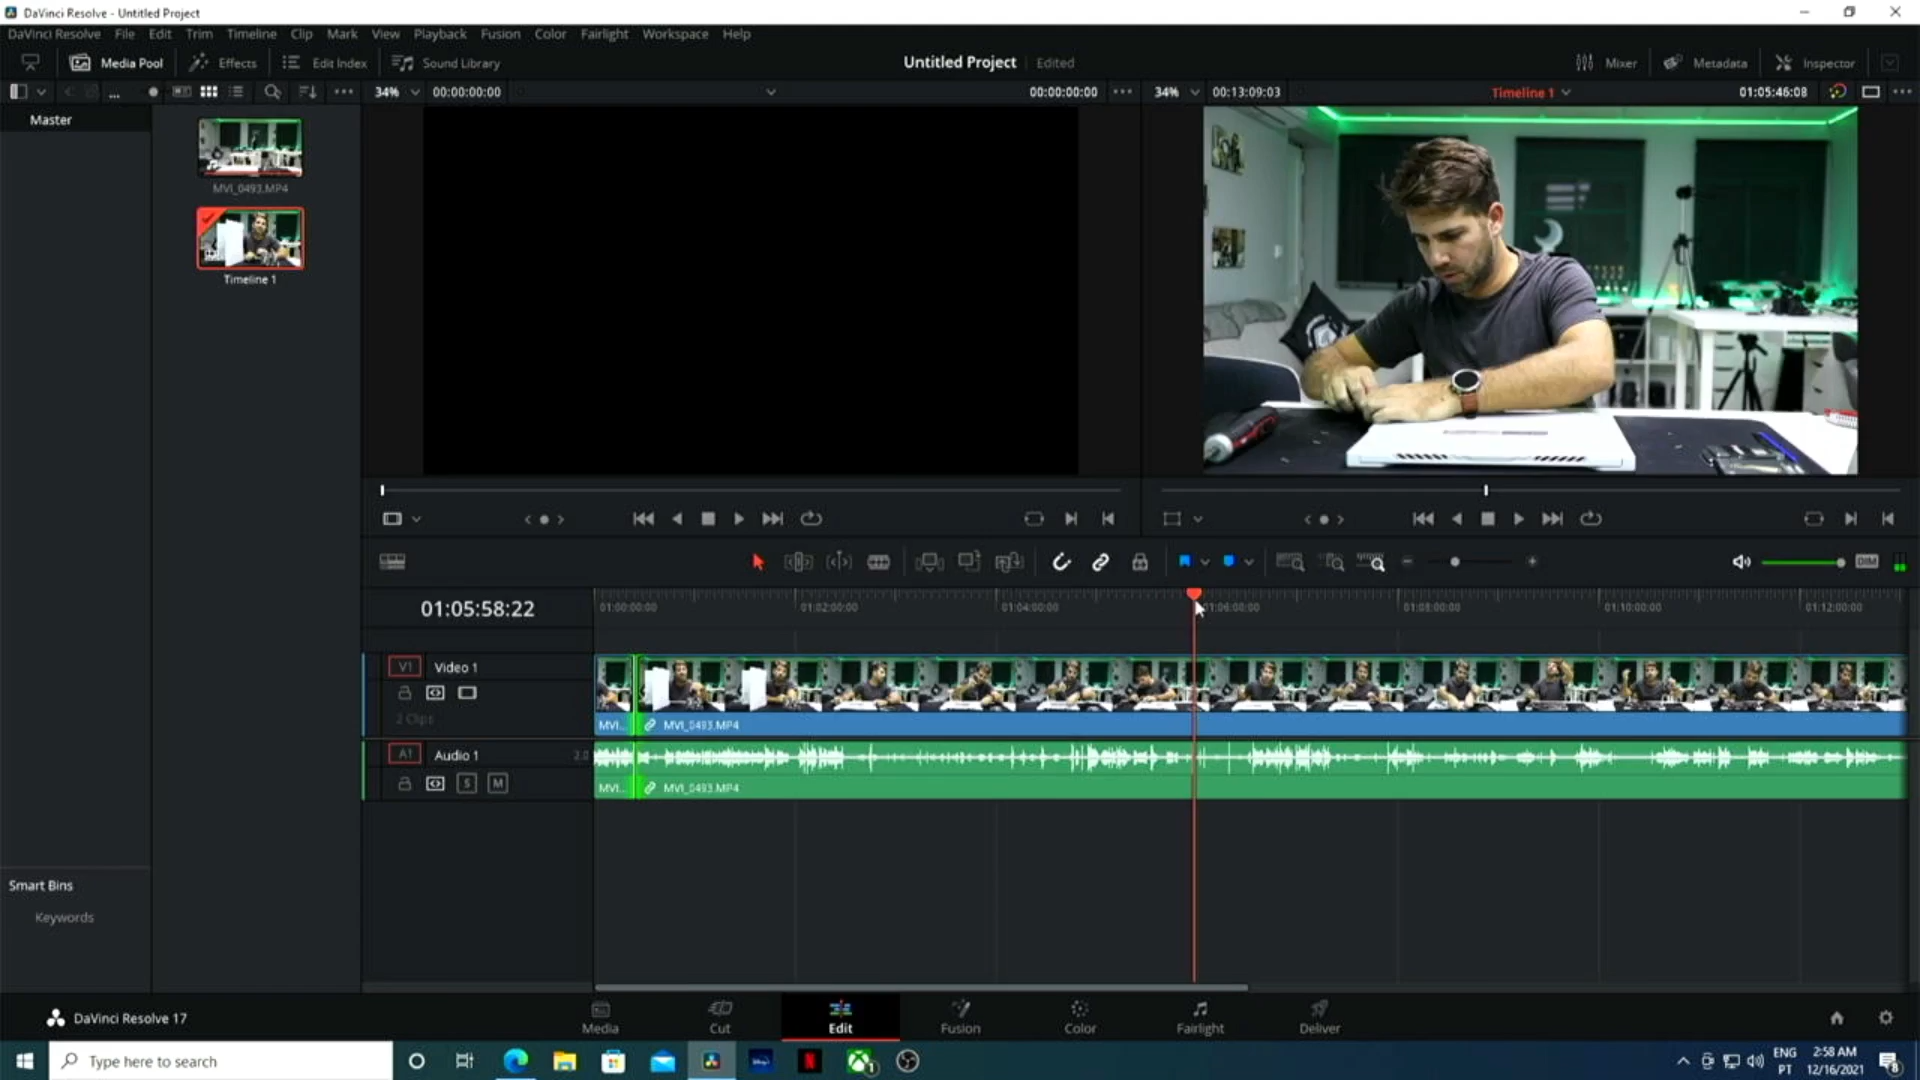 DaVinci Resolve - Untitled Project
DaVinci Resolve File Edit Trim Timeline Clip Mark View Playback Fusion Color Fairlight Workspace Help
Media Pool Effects Edit Index Sound Library Untitled Project Edited Mixer Metadata Inspector
34% 00:00:00:00 00:00:00:00 34% 00:13:09:03 Timeline 1 01:05:46:08
Master
MVI_0493.MP4
Timeline 1
DIM
01:05:58:22 01:00:00:00 01:02:00:00 01:04:00:00 01:06:00:00 01:08:00:00 01:10:00:00 01:12:00:00
V1 Video 1
2 Clips MVI... MVI_0493.MP4
A1 Audio 1 2.0
S M MVI... MVI_0493.MP4
Smart Bins
Keywords
DaVinci Resolve 17 Media Cut Edit Fusion Color Fairlight Deliver
Type here to search
ENG 2:58 AM
PT 12/16/2021